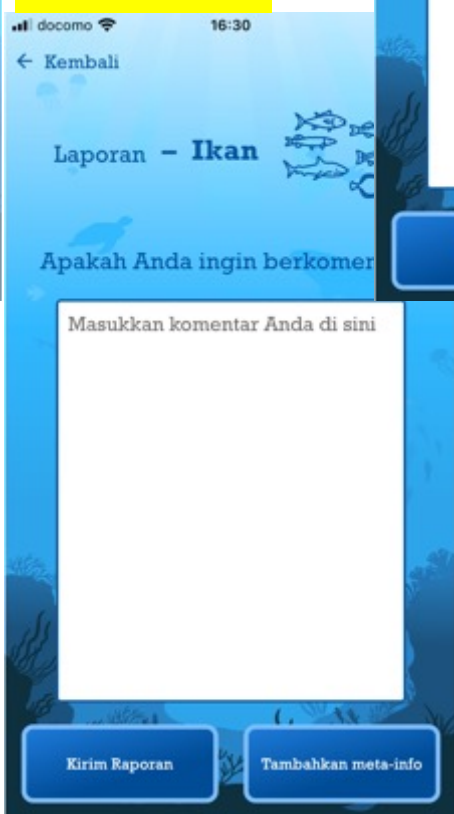 docomo 16:30
← Kembali
Laporan – Ikan
Apakah Anda ingin
Masukkan komentar Anda di sini
Kirim Raporan
Tambahkan meta-info